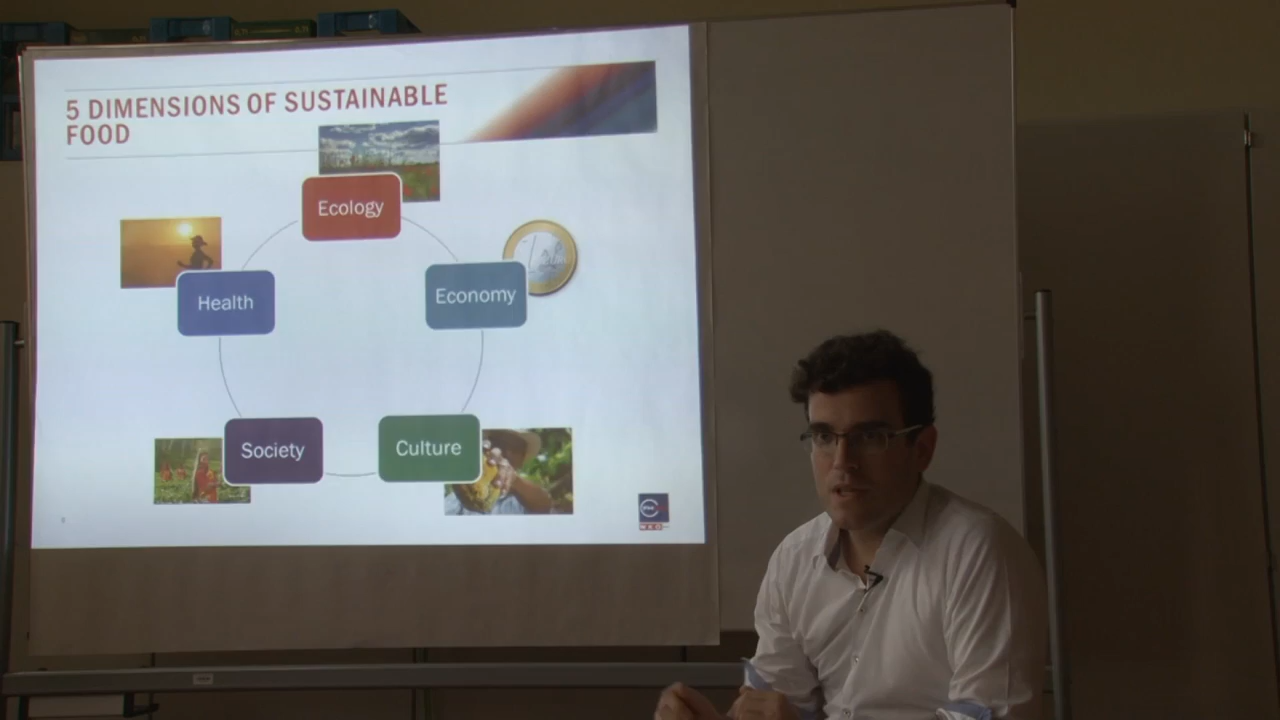 5 DIMENSIONS OF SUSTAINABLE
FOOD
Ecology
Health
Economy
Society
Culture